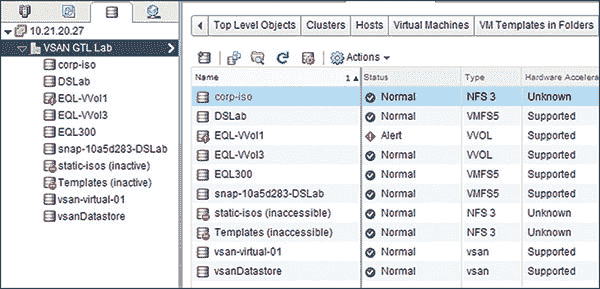 10.21.20.27
VSAN GTL Lab
corp-iso
DSLab
EQL-VVol1
EQL-VVol3
EQL300
snap-10a5d283-DSLab
static-isos (inactive)
Templates (inactive)
vsan-virtual-01
vsanDatastore
Top Level Objects Clusters Hosts Virtual Machines VM Templates in Folders
Actions
Name 1 Status Type Hardware Accelera
corp-iso Normal NFS 3 Unknown
DSLab Normal VMFS5 Supported
EQL-VVol1 Alert VVOL Supported
EQL-VVol3 Normal VVOL Supported
EQL300 Normal VMFS5 Supported
snap-10a5d283-DSLab Normal VMFS5 Supported
static-isos (inaccessible) Normal NFS 3 Unknown
Templates (inaccessible) Normal NFS 3 Unknown
vsan-virtual-01 Normal vsan Supported
vsanDatastore Normal vsan Supported